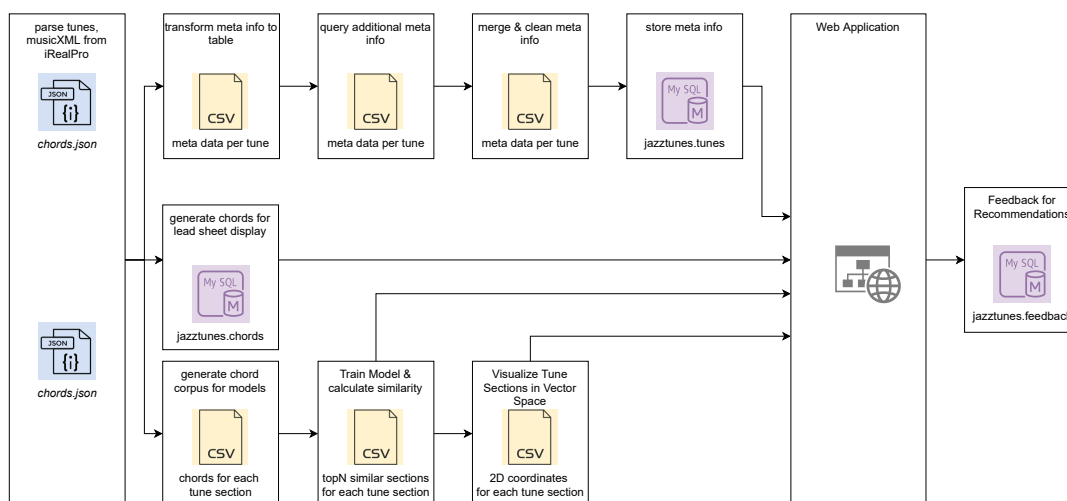 parse tunes,
musicXML from
iRealPro
JSON
{i}
chords.json
JSON
{i}
chords.json
transform meta info to
table
CSV
meta data per tune
query additional meta
info
CSV
meta data per tune
merge & clean meta
info
CSV
meta data per tune
store meta info
My SQL
M
jazztunes.tunes
generate chords for
lead sheet display
My SQL
M
jazztunes.chords
generate chord
corpus for models
CSV
chords for each
tune section
Train Model &
calculate similarity
CSV
topN similar sections
for each tune section
Visualize Tune
Sections in Vector
Space
CSV
2D coordinates
for each tune section
Web Application
Feedback for
Recommendations
My SQL
M
jazztunes.feedback